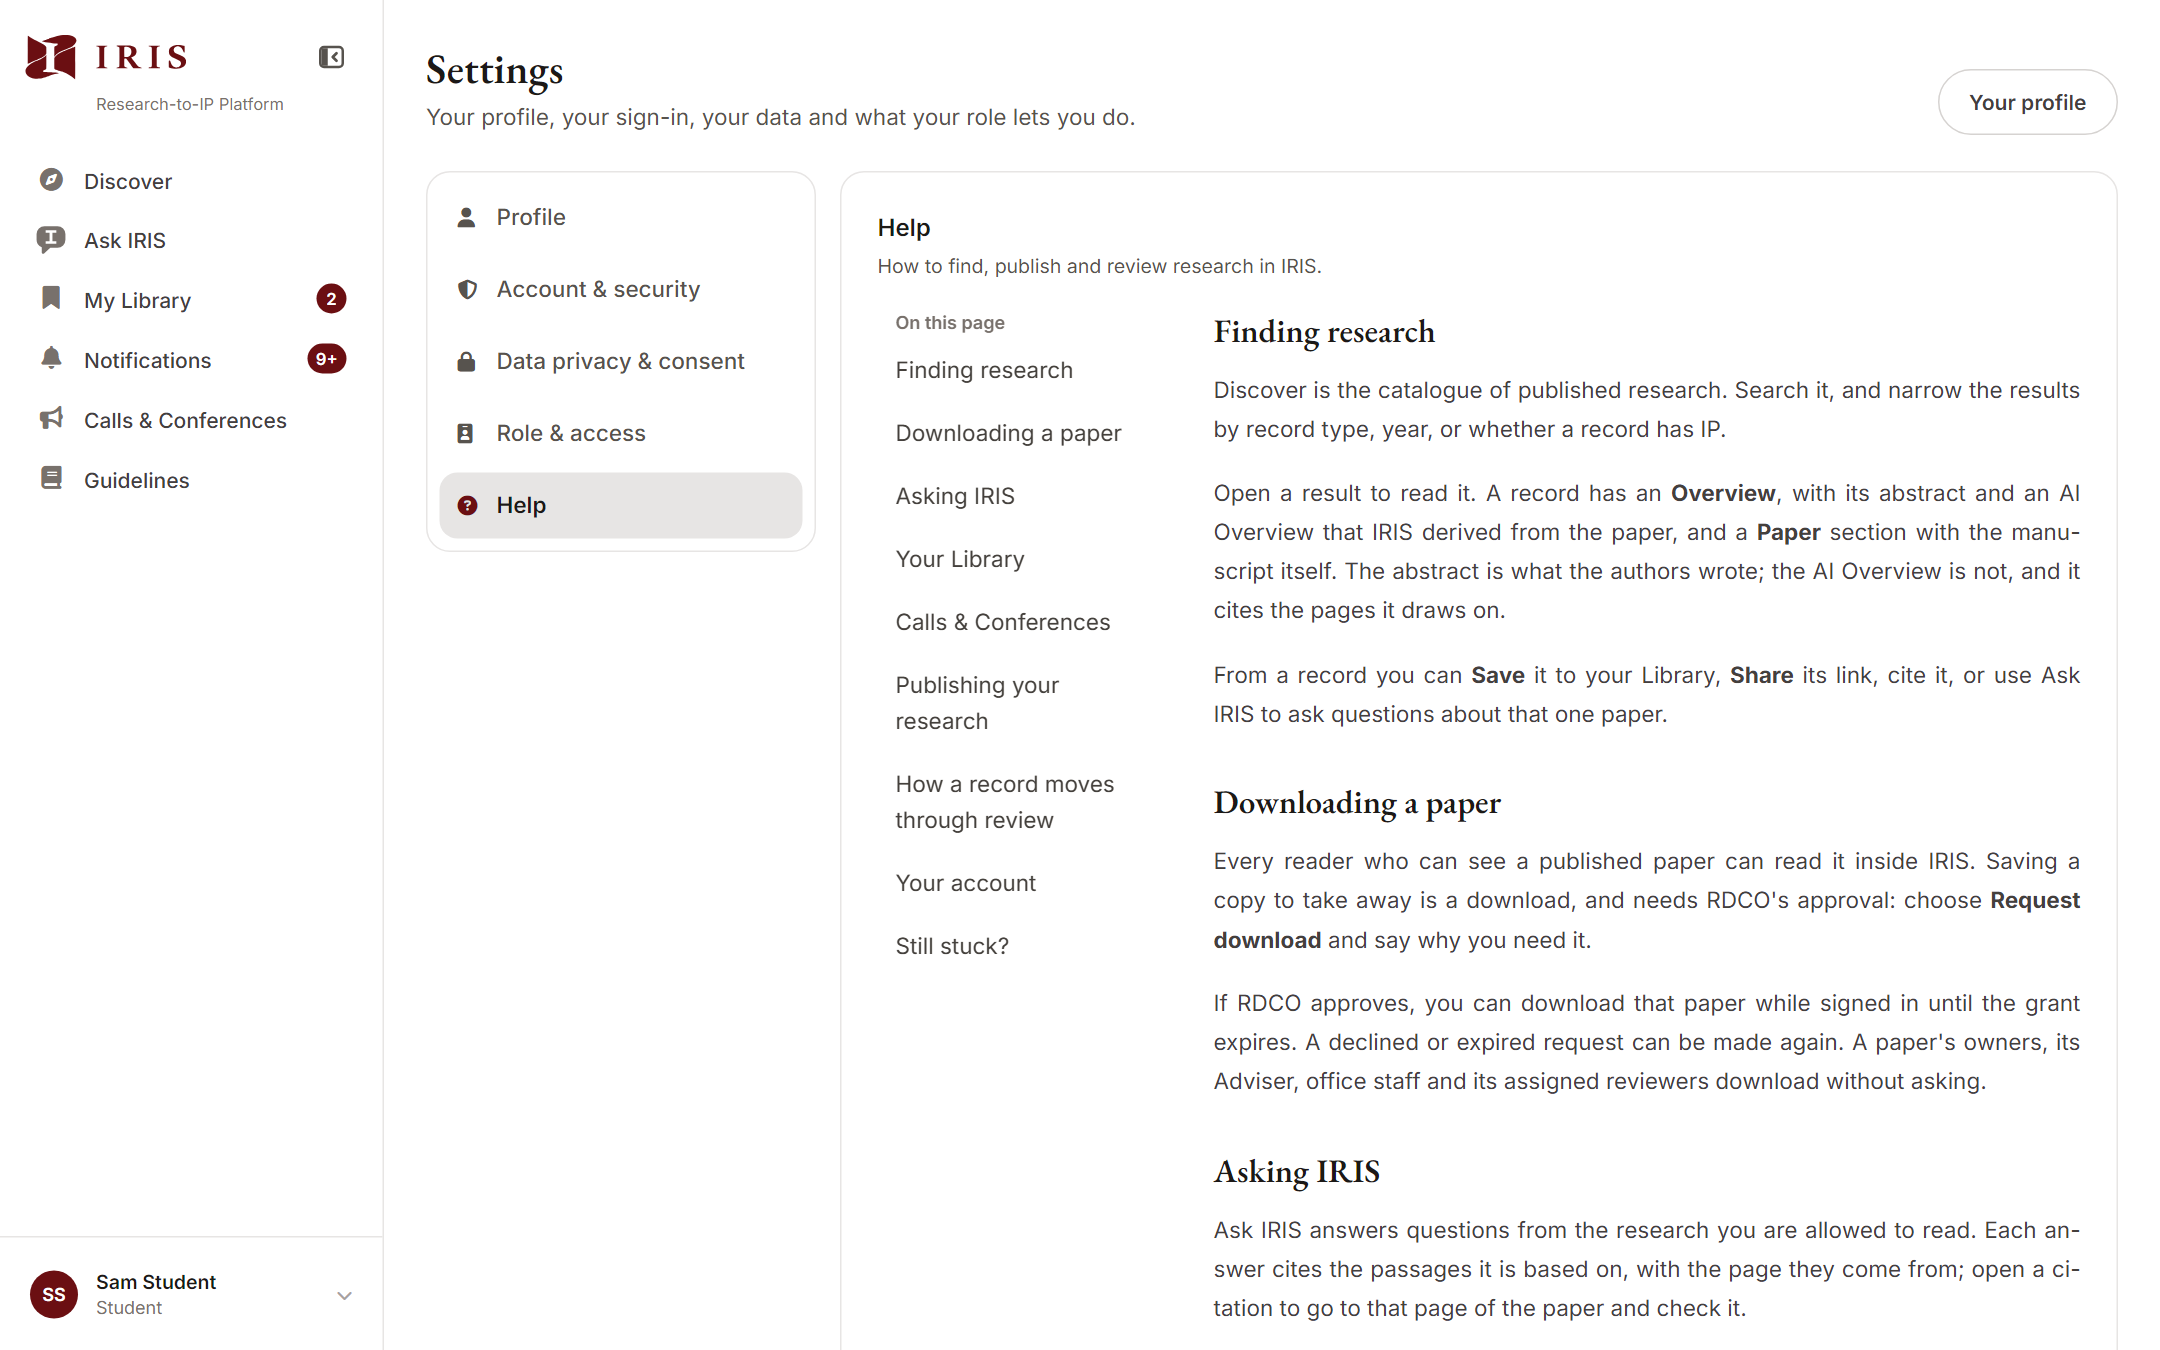 IRIS
Research-to-IP Platform
Discover
Ask IRIS
My Library
2
Notifications
9+
Calls & Conferences
Guidelines
SS
Sam Student
Student
Settings
Your profile, your sign-in, your data and what your role lets you do.
Your profile
Profile
Account & security
Data privacy & consent
Role & access
Help
Help
How to find, publish and review research in IRIS.
On this page
Finding research
Downloading a paper
Asking IRIS
Your Library
Calls & Conferences
Publishing your
research
How a record moves
through review
Your account
Still stuck?
Finding research
Discover is the catalogue of published research. Search it, and narrow the results
by record type, year, or whether a record has IP.
Open a result to read it. A record has an Overview, with its abstract and an AI
Overview that IRIS derived from the paper, and a Paper section with the manu-
script itself. The abstract is what the authors wrote; the AI Overview is not, and it
cites the pages it draws on.
From a record you can Save it to your Library, Share its link, cite it, or use Ask
IRIS to ask questions about that one paper.
Downloading a paper
Every reader who can see a published paper can read it inside IRIS. Saving a
copy to take away is a download, and needs RDCO's approval: choose Request
download and say why you need it.
If RDCO approves, you can download that paper while signed in until the grant
expires. A declined or expired request can be made again. A paper's owners, its
Adviser, office staff and its assigned reviewers download without asking.
Asking IRIS
Ask IRIS answers questions from the research you are allowed to read. Each an-
swer cites the passages it is based on, with the page they come from; open a ci-
tation to go to that page of the paper and check it.